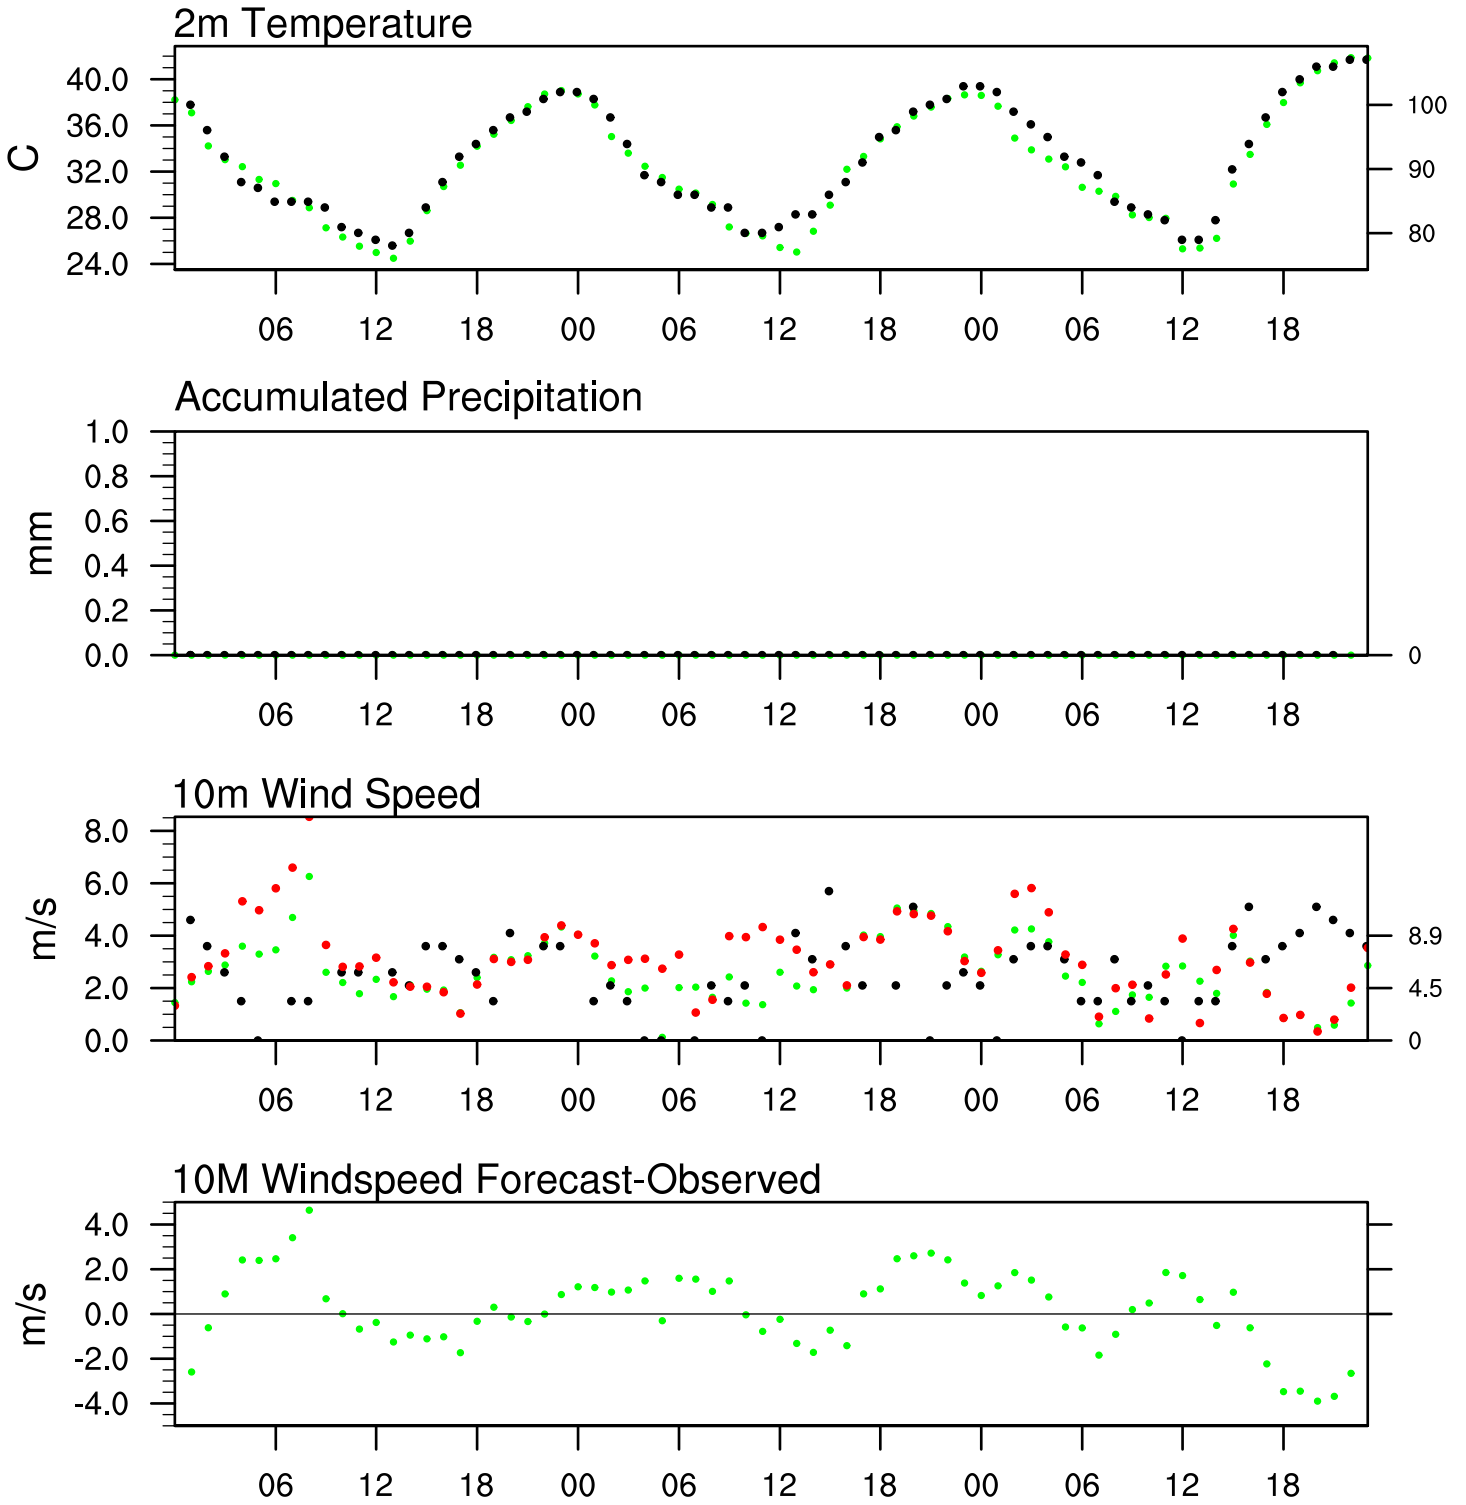 2m Temperature
40.0
36.0
32.0
28.0
24.0
C
100
90
80
06 12 18 00 06 12 18 00 06 12 18
Accumulated Precipitation
1.0
0.8
0.6
0.4
0.2
0.0
mm
0
06 12 18 00 06 12 18 00 06 12 18
10m Wind Speed
8.0
6.0
4.0
2.0
0.0
m/s
8.9
4.5
0
06 12 18 00 06 12 18 00 06 12 18
10M Windspeed Forecast-Observed
4.0
2.0
0.0
-2.0
-4.0
m/s
06 12 18 00 06 12 18 00 06 12 18